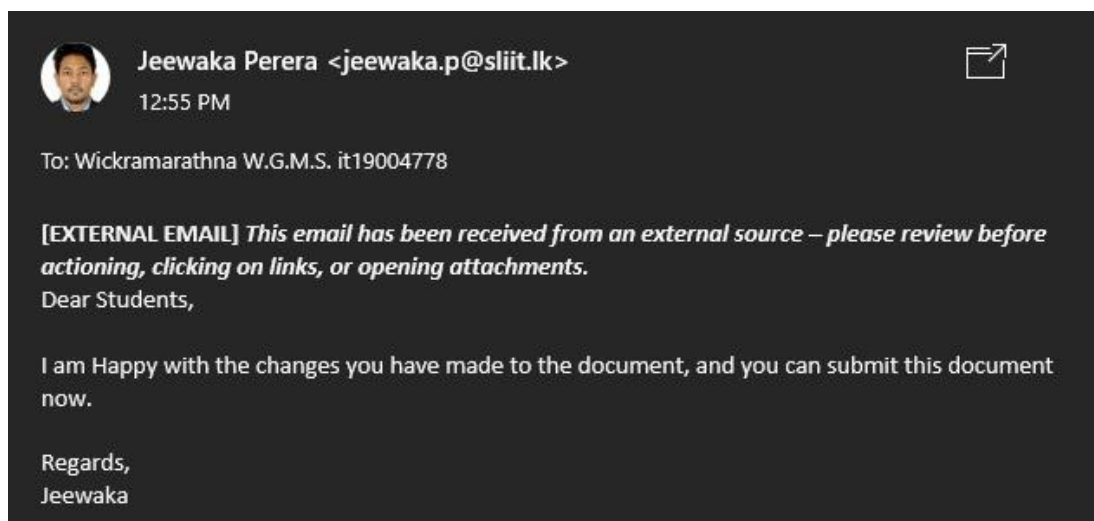 Jeewaka Perera <jeewaka.p@sliit.lk>
12:55 PM
To: Wickramarathna W.G.M.S. it19004778
[EXTERNAL EMAIL] This email has been received from an external source – please review before
actioning, clicking on links, or opening attachments.
Dear Students,
I am Happy with the changes you have made to the document, and you can submit this document
now.
Regards,
Jeewaka